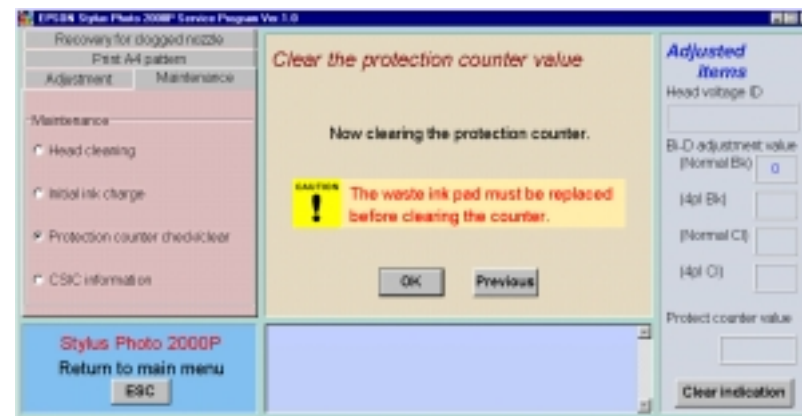 EPSON Stylus Photo 2000P Service Program Ver 1.0
Recovery for clogged nozzle
Print A4 pattern
Adjustment Maintenance
Maintenance
Head cleaning
Initial ink charge
Protection counter check/clear
CSIC information
Stylus Photo 2000P
Return to main menu
ESC
Clear the protection counter value
Now clearing the protection counter.
CAUTION
The waste ink pad must be replaced
before clearing the counter.
OK Previous
Adjusted
Items
Head voltage ID
Bi-D adjustment value
(Normal Bk) 0
(4pl Bk)
(Normal Cl)
(4pl Cl)
Protect counter value
Clear indication